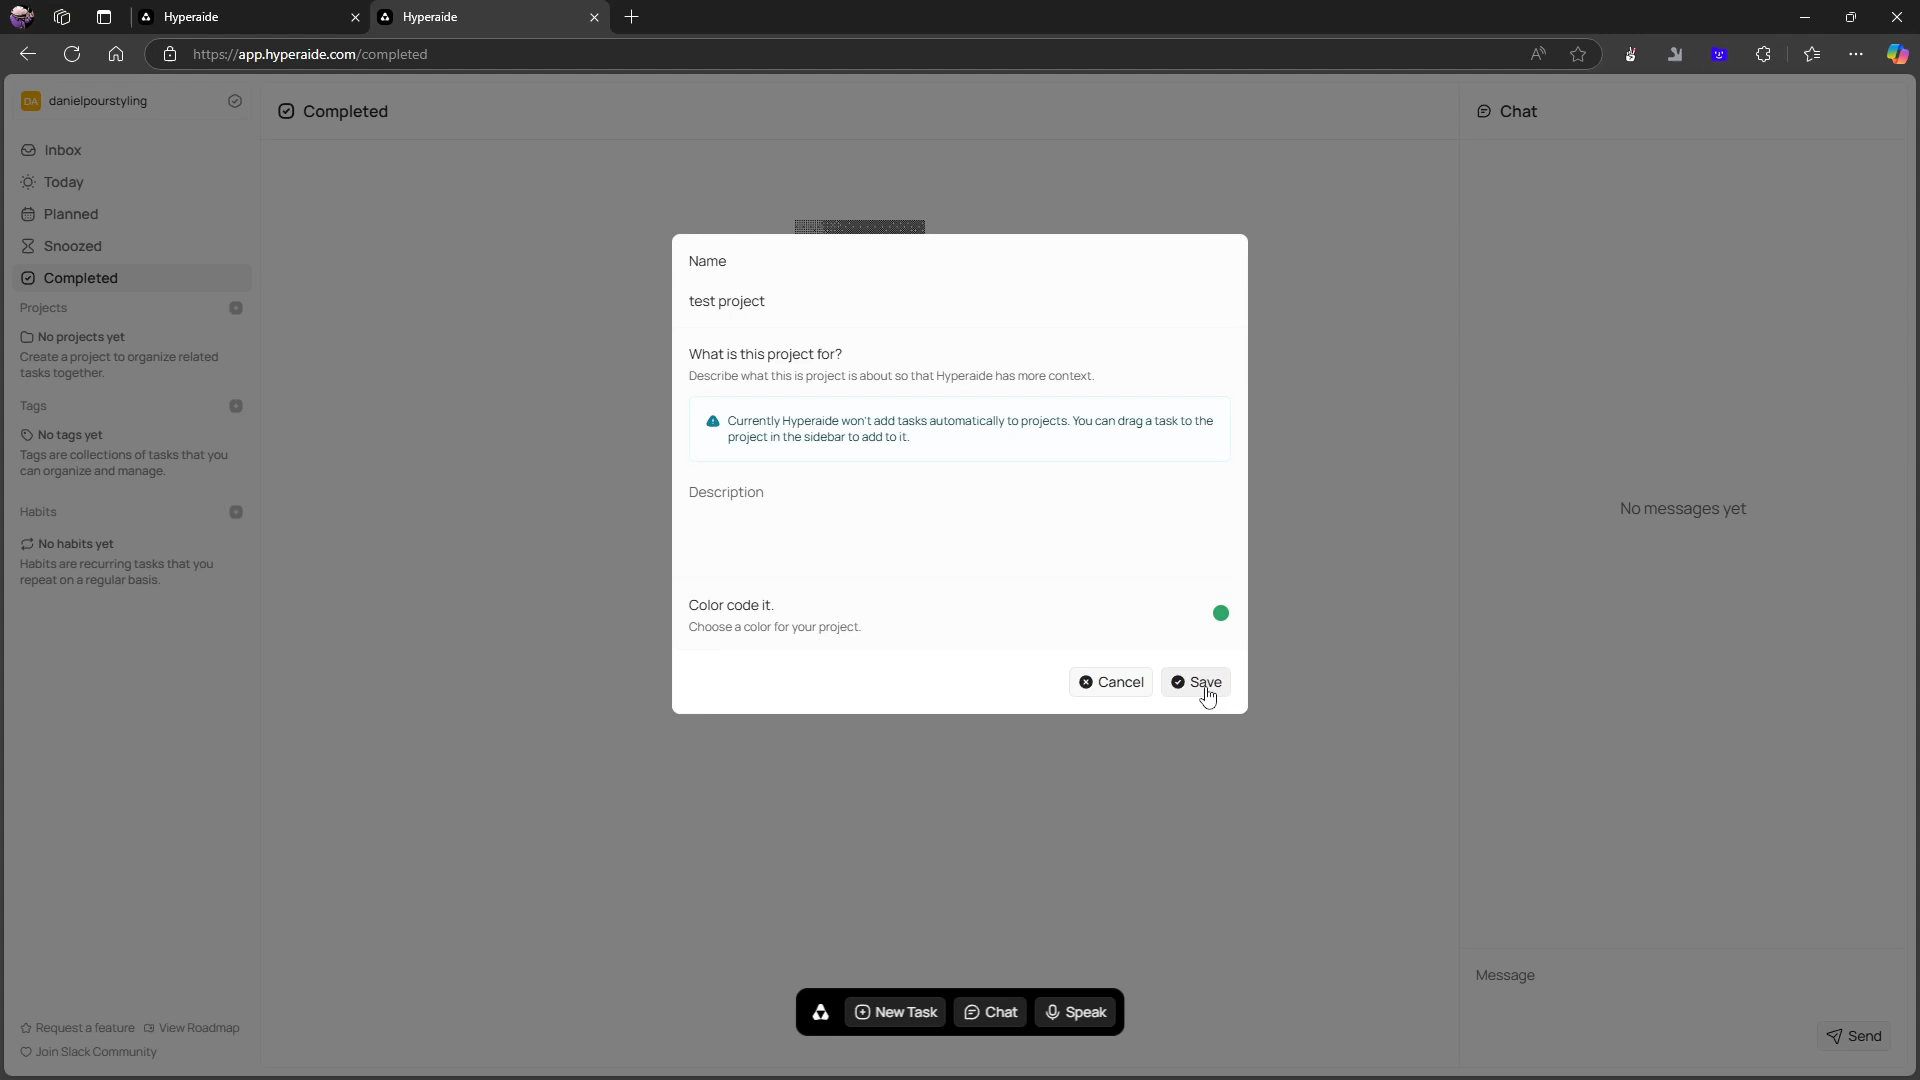 Hyperaide
Hyperaide
https://app.hyperaide.com/completed
DA danielpourstyling
Inbox
Today
Planned
Snoozed
Completed
Projects
No projects yet
Create a project to organize related
tasks together.
Tags
No tags yet
Tags are collections of tasks that you
can organize and manage.
Habits
No habits yet
Habits are recurring tasks that you
repeat on a regular basis.
Request a feature
View Roadmap
Join Slack Community
Completed
Name
test project
What is this project for?
Describe what this is project is about so that Hyperaide has more context.
Currently Hyperaide won't add tasks automatically to projects. You can drag a task to the
project in the sidebar to add to it.
Description
Color code it.
Choose a color for your project.
Cancel
Save
New Task
Chat
Speak
Chat
No messages yet
Message
Send